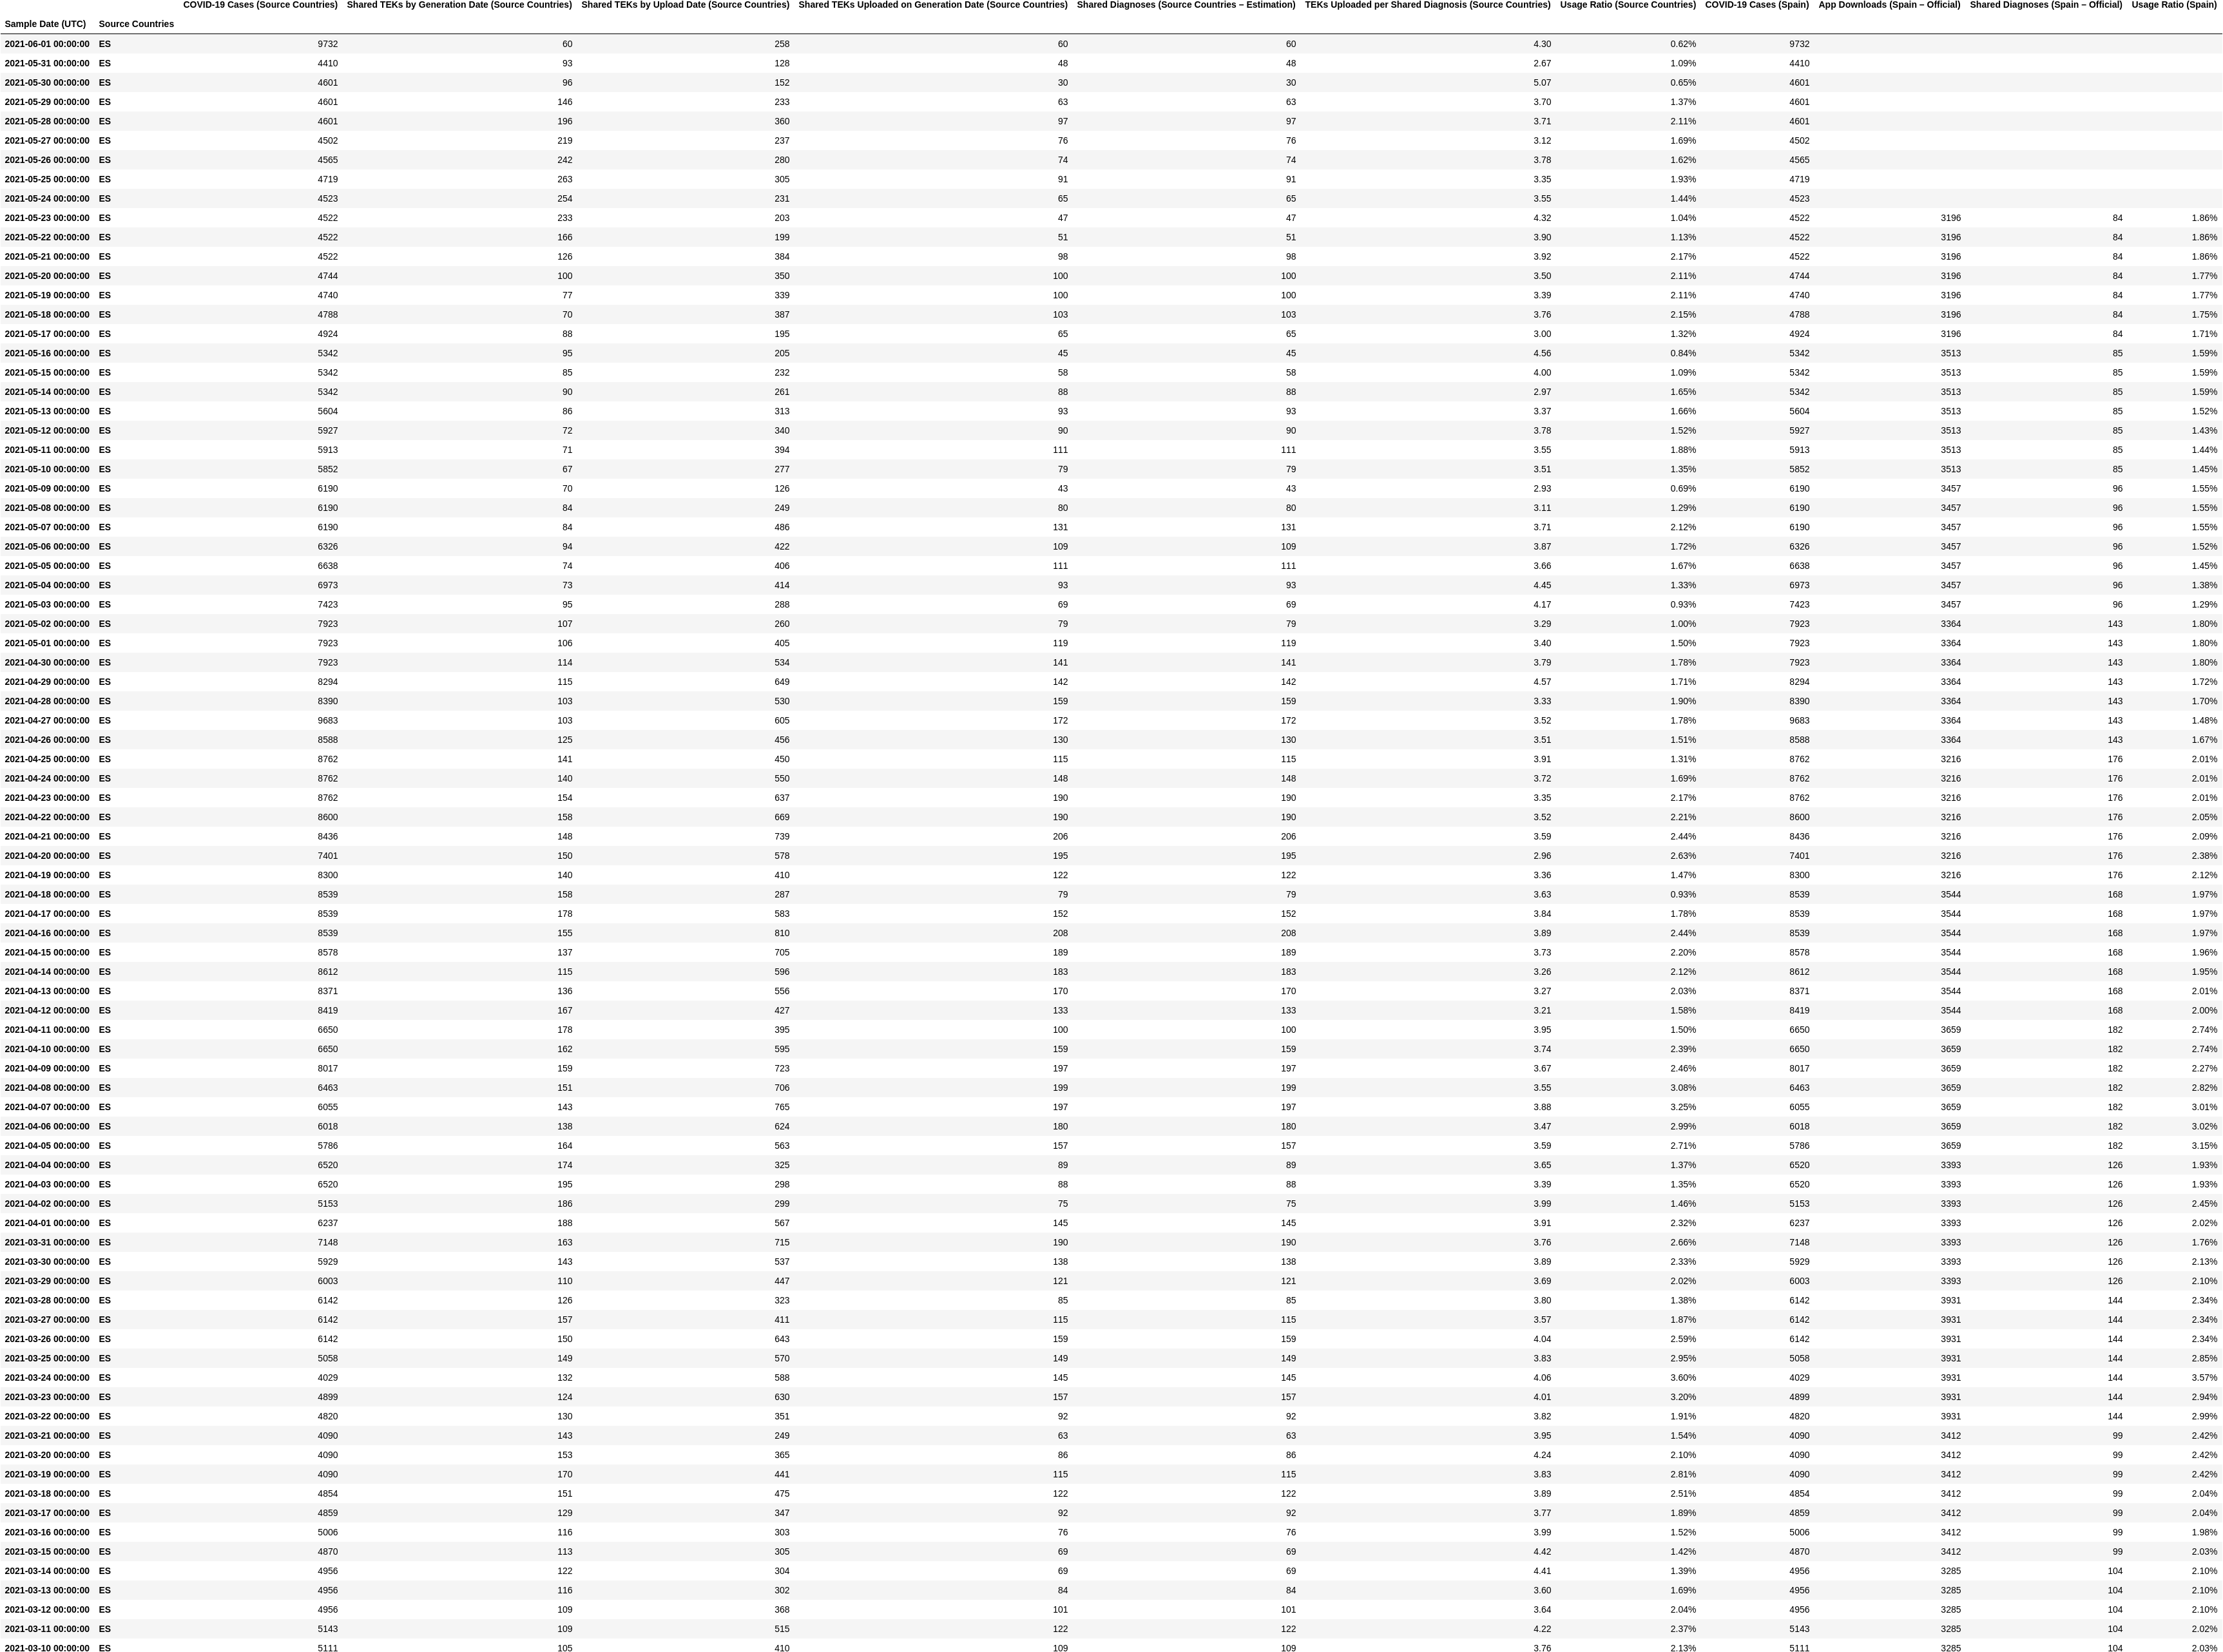 COVID-19 Cases (Source Countries) Shared TEKs by Generation Date (Source Countries) Shared TEKs by Upload Date (Source Countries) Shared TEKs Uploaded on Generation Date (Source Countries) Shared Diagnoses (Source Countries – Estimation) TEKs Uploaded per Shared Diagnosis (Source Countries) Usage Ratio (Source Countries) COVID-19 Cases (Spain) App Downloads (Spain – Official) Shared Diagnoses (Spain – Official) Usage Ratio (Spain)
Sample Date (UTC) Source Countries
2021-06-01 00:00:00 ES 9732 60 258 60 60 4.30 0.62% 9732
2021-05-31 00:00:00 ES 4410 93 128 48 48 2.67 1.09% 4410
2021-05-30 00:00:00 ES 4601 96 152 30 30 5.07 0.65% 4601
2021-05-29 00:00:00 ES 4601 146 233 63 63 3.70 1.37% 4601
2021-05-28 00:00:00 ES 4601 196 360 97 97 3.71 2.11% 4601
2021-05-27 00:00:00 ES 4502 219 237 76 76 3.12 1.69% 4502
2021-05-26 00:00:00 ES 4565 242 280 74 74 3.78 1.62% 4565
2021-05-25 00:00:00 ES 4719 263 305 91 91 3.35 1.93% 4719
2021-05-24 00:00:00 ES 4523 254 231 65 65 3.55 1.44% 4523
2021-05-23 00:00:00 ES 4522 233 203 47 47 4.32 1.04% 4522 3196 84 1.86%
2021-05-22 00:00:00 ES 4522 166 199 51 51 3.90 1.13% 4522 3196 84 1.86%
2021-05-21 00:00:00 ES 4522 126 384 98 98 3.92 2.17% 4522 3196 84 1.86%
2021-05-20 00:00:00 ES 4744 100 350 100 100 3.50 2.11% 4744 3196 84 1.77%
2021-05-19 00:00:00 ES 4740 77 339 100 100 3.39 2.11% 4740 3196 84 1.77%
2021-05-18 00:00:00 ES 4788 70 387 103 103 3.76 2.15% 4788 3196 84 1.75%
2021-05-17 00:00:00 ES 4924 88 195 65 65 3.00 1.32% 4924 3196 84 1.71%
2021-05-16 00:00:00 ES 5342 95 205 45 45 4.56 0.84% 5342 3513 85 1.59%
2021-05-15 00:00:00 ES 5342 85 232 58 58 4.00 1.09% 5342 3513 85 1.59%
2021-05-14 00:00:00 ES 5342 90 261 88 88 2.97 1.65% 5342 3513 85 1.59%
2021-05-13 00:00:00 ES 5604 86 313 93 93 3.37 1.66% 5604 3513 85 1.52%
2021-05-12 00:00:00 ES 5927 72 340 90 90 3.78 1.52% 5927 3513 85 1.43%
2021-05-11 00:00:00 ES 5913 71 394 111 111 3.55 1.88% 5913 3513 85 1.44%
2021-05-10 00:00:00 ES 5852 67 277 79 79 3.51 1.35% 5852 3513 85 1.45%
2021-05-09 00:00:00 ES 6190 70 126 43 43 2.93 0.69% 6190 3457 96 1.55%
2021-05-08 00:00:00 ES 6190 84 249 80 80 3.11 1.29% 6190 3457 96 1.55%
2021-05-07 00:00:00 ES 6190 84 486 131 131 3.71 2.12% 6190 3457 96 1.55%
2021-05-06 00:00:00 ES 6326 94 422 109 109 3.87 1.72% 6326 3457 96 1.52%
2021-05-05 00:00:00 ES 6638 74 406 111 111 3.66 1.67% 6638 3457 96 1.45%
2021-05-04 00:00:00 ES 6973 73 414 93 93 4.45 1.33% 6973 3457 96 1.38%
2021-05-03 00:00:00 ES 7423 95 288 69 69 4.17 0.93% 7423 3457 96 1.29%
2021-05-02 00:00:00 ES 7923 107 260 79 79 3.29 1.00% 7923 3364 143 1.80%
2021-05-01 00:00:00 ES 7923 106 405 119 119 3.40 1.50% 7923 3364 143 1.80%
2021-04-30 00:00:00 ES 7923 114 534 141 141 3.79 1.78% 7923 3364 143 1.80%
2021-04-29 00:00:00 ES 8294 115 649 142 142 4.57 1.71% 8294 3364 143 1.72%
2021-04-28 00:00:00 ES 8390 103 530 159 159 3.33 1.90% 8390 3364 143 1.70%
2021-04-27 00:00:00 ES 9683 103 605 172 172 3.52 1.78% 9683 3364 143 1.48%
2021-04-26 00:00:00 ES 8588 125 456 130 130 3.51 1.51% 8588 3364 143 1.67%
2021-04-25 00:00:00 ES 8762 141 450 115 115 3.91 1.31% 8762 3216 176 2.01%
2021-04-24 00:00:00 ES 8762 140 550 148 148 3.72 1.69% 8762 3216 176 2.01%
2021-04-23 00:00:00 ES 8762 154 637 190 190 3.35 2.17% 8762 3216 176 2.01%
2021-04-22 00:00:00 ES 8600 158 669 190 190 3.52 2.21% 8600 3216 176 2.05%
2021-04-21 00:00:00 ES 8436 148 739 206 206 3.59 2.44% 8436 3216 176 2.09%
2021-04-20 00:00:00 ES 7401 150 578 195 195 2.96 2.63% 7401 3216 176 2.38%
2021-04-19 00:00:00 ES 8300 140 410 122 122 3.36 1.47% 8300 3216 176 2.12%
2021-04-18 00:00:00 ES 8539 158 287 79 79 3.63 0.93% 8539 3544 168 1.97%
2021-04-17 00:00:00 ES 8539 178 583 152 152 3.84 1.78% 8539 3544 168 1.97%
2021-04-16 00:00:00 ES 8539 155 810 208 208 3.89 2.44% 8539 3544 168 1.97%
2021-04-15 00:00:00 ES 8578 137 705 189 189 3.73 2.20% 8578 3544 168 1.96%
2021-04-14 00:00:00 ES 8612 115 596 183 183 3.26 2.12% 8612 3544 168 1.95%
2021-04-13 00:00:00 ES 8371 136 556 170 170 3.27 2.03% 8371 3544 168 2.01%
2021-04-12 00:00:00 ES 8419 167 427 133 133 3.21 1.58% 8419 3544 168 2.00%
2021-04-11 00:00:00 ES 6650 178 395 100 100 3.95 1.50% 6650 3659 182 2.74%
2021-04-10 00:00:00 ES 6650 162 595 159 159 3.74 2.39% 6650 3659 182 2.74%
2021-04-09 00:00:00 ES 8017 159 723 197 197 3.67 2.46% 8017 3659 182 2.27%
2021-04-08 00:00:00 ES 6463 151 706 199 199 3.55 3.08% 6463 3659 182 2.82%
2021-04-07 00:00:00 ES 6055 143 765 197 197 3.88 3.25% 6055 3659 182 3.01%
2021-04-06 00:00:00 ES 6018 138 624 180 180 3.47 2.99% 6018 3659 182 3.02%
2021-04-05 00:00:00 ES 5786 164 563 157 157 3.59 2.71% 5786 3659 182 3.15%
2021-04-04 00:00:00 ES 6520 174 325 89 89 3.65 1.37% 6520 3393 126 1.93%
2021-04-03 00:00:00 ES 6520 195 298 88 88 3.39 1.35% 6520 3393 126 1.93%
2021-04-02 00:00:00 ES 5153 186 299 75 75 3.99 1.46% 5153 3393 126 2.45%
2021-04-01 00:00:00 ES 6237 188 567 145 145 3.91 2.32% 6237 3393 126 2.02%
2021-03-31 00:00:00 ES 7148 163 715 190 190 3.76 2.66% 7148 3393 126 1.76%
2021-03-30 00:00:00 ES 5929 143 537 138 138 3.89 2.33% 5929 3393 126 2.13%
2021-03-29 00:00:00 ES 6003 110 447 121 121 3.69 2.02% 6003 3393 126 2.10%
2021-03-28 00:00:00 ES 6142 126 323 85 85 3.80 1.38% 6142 3931 144 2.34%
2021-03-27 00:00:00 ES 6142 157 411 115 115 3.57 1.87% 6142 3931 144 2.34%
2021-03-26 00:00:00 ES 6142 150 643 159 159 4.04 2.59% 6142 3931 144 2.34%
2021-03-25 00:00:00 ES 5058 149 570 149 149 3.83 2.95% 5058 3931 144 2.85%
2021-03-24 00:00:00 ES 4029 132 588 145 145 4.06 3.60% 4029 3931 144 3.57%
2021-03-23 00:00:00 ES 4899 124 630 157 157 4.01 3.20% 4899 3931 144 2.94%
2021-03-22 00:00:00 ES 4820 130 351 92 92 3.82 1.91% 4820 3931 144 2.99%
2021-03-21 00:00:00 ES 4090 143 249 63 63 3.95 1.54% 4090 3412 99 2.42%
2021-03-20 00:00:00 ES 4090 153 365 86 86 4.24 2.10% 4090 3412 99 2.42%
2021-03-19 00:00:00 ES 4090 170 441 115 115 3.83 2.81% 4090 3412 99 2.42%
2021-03-18 00:00:00 ES 4854 151 475 122 122 3.89 2.51% 4854 3412 99 2.04%
2021-03-17 00:00:00 ES 4859 129 347 92 92 3.77 1.89% 4859 3412 99 2.04%
2021-03-16 00:00:00 ES 5006 116 303 76 76 3.99 1.52% 5006 3412 99 1.98%
2021-03-15 00:00:00 ES 4870 113 305 69 69 4.42 1.42% 4870 3412 99 2.03%
2021-03-14 00:00:00 ES 4956 122 304 69 69 4.41 1.39% 4956 3285 104 2.10%
2021-03-13 00:00:00 ES 4956 116 302 84 84 3.60 1.69% 4956 3285 104 2.10%
2021-03-12 00:00:00 ES 4956 109 368 101 101 3.64 2.04% 4956 3285 104 2.10%
2021-03-11 00:00:00 ES 5143 109 515 122 122 4.22 2.37% 5143 3285 104 2.02%
2021-03-10 00:00:00 ES 5111 105 410 109 109 3.76 2.13% 5111 3285 104 2.03%